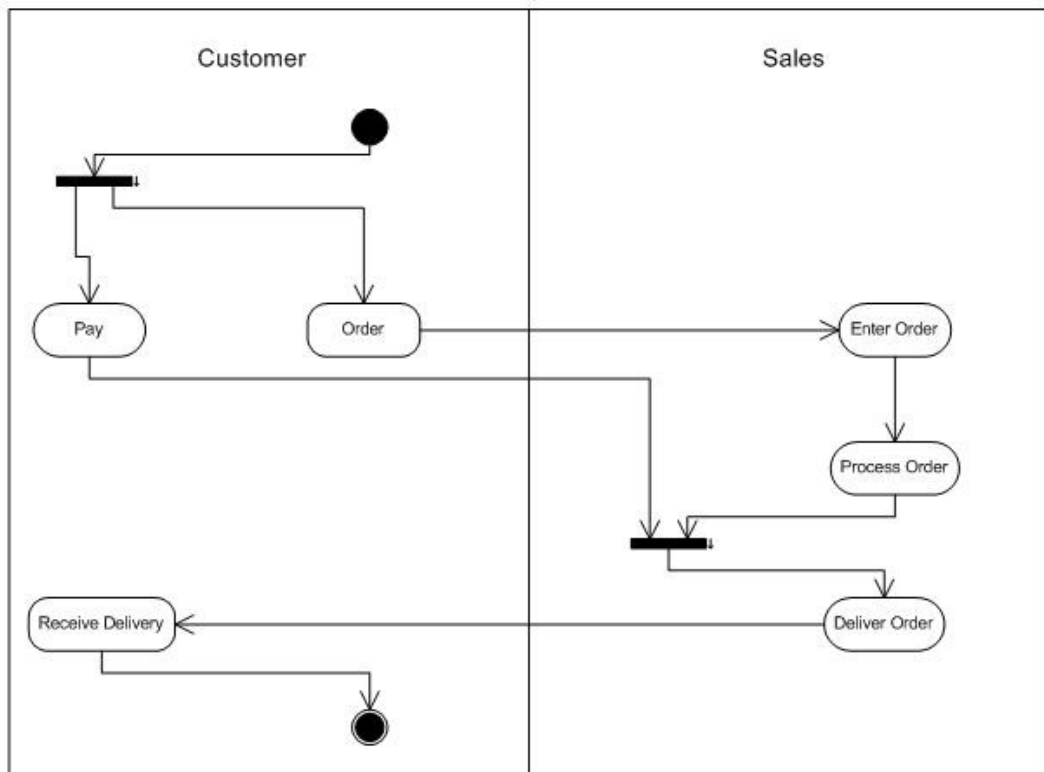 Customer
Sales
Pay
Order
Enter Order
Process Order
Receive Delivery
Deliver Order